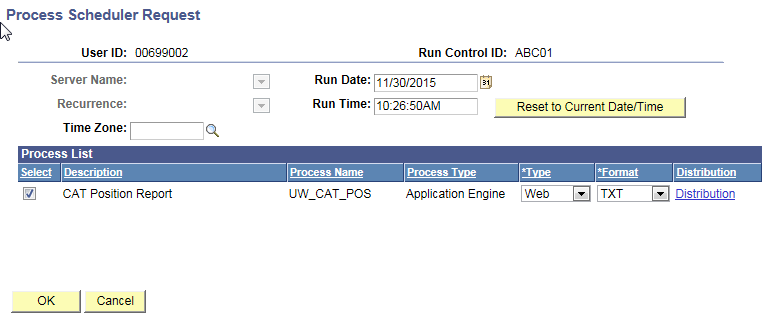 Process Scheduler Request
User ID: 00699002 Run Control ID: ABC01
Server Name: Run Date: 11/30/2015 31
Recurrence: Run Time: 10:26:50AM Reset to Current Date/Time
Time Zone:
Process List
Select Description Process Name Process Type *Type *Format Distribution
CAT Position Report UW_CAT_POS Application Engine Web TXT Distribution
OK Cancel